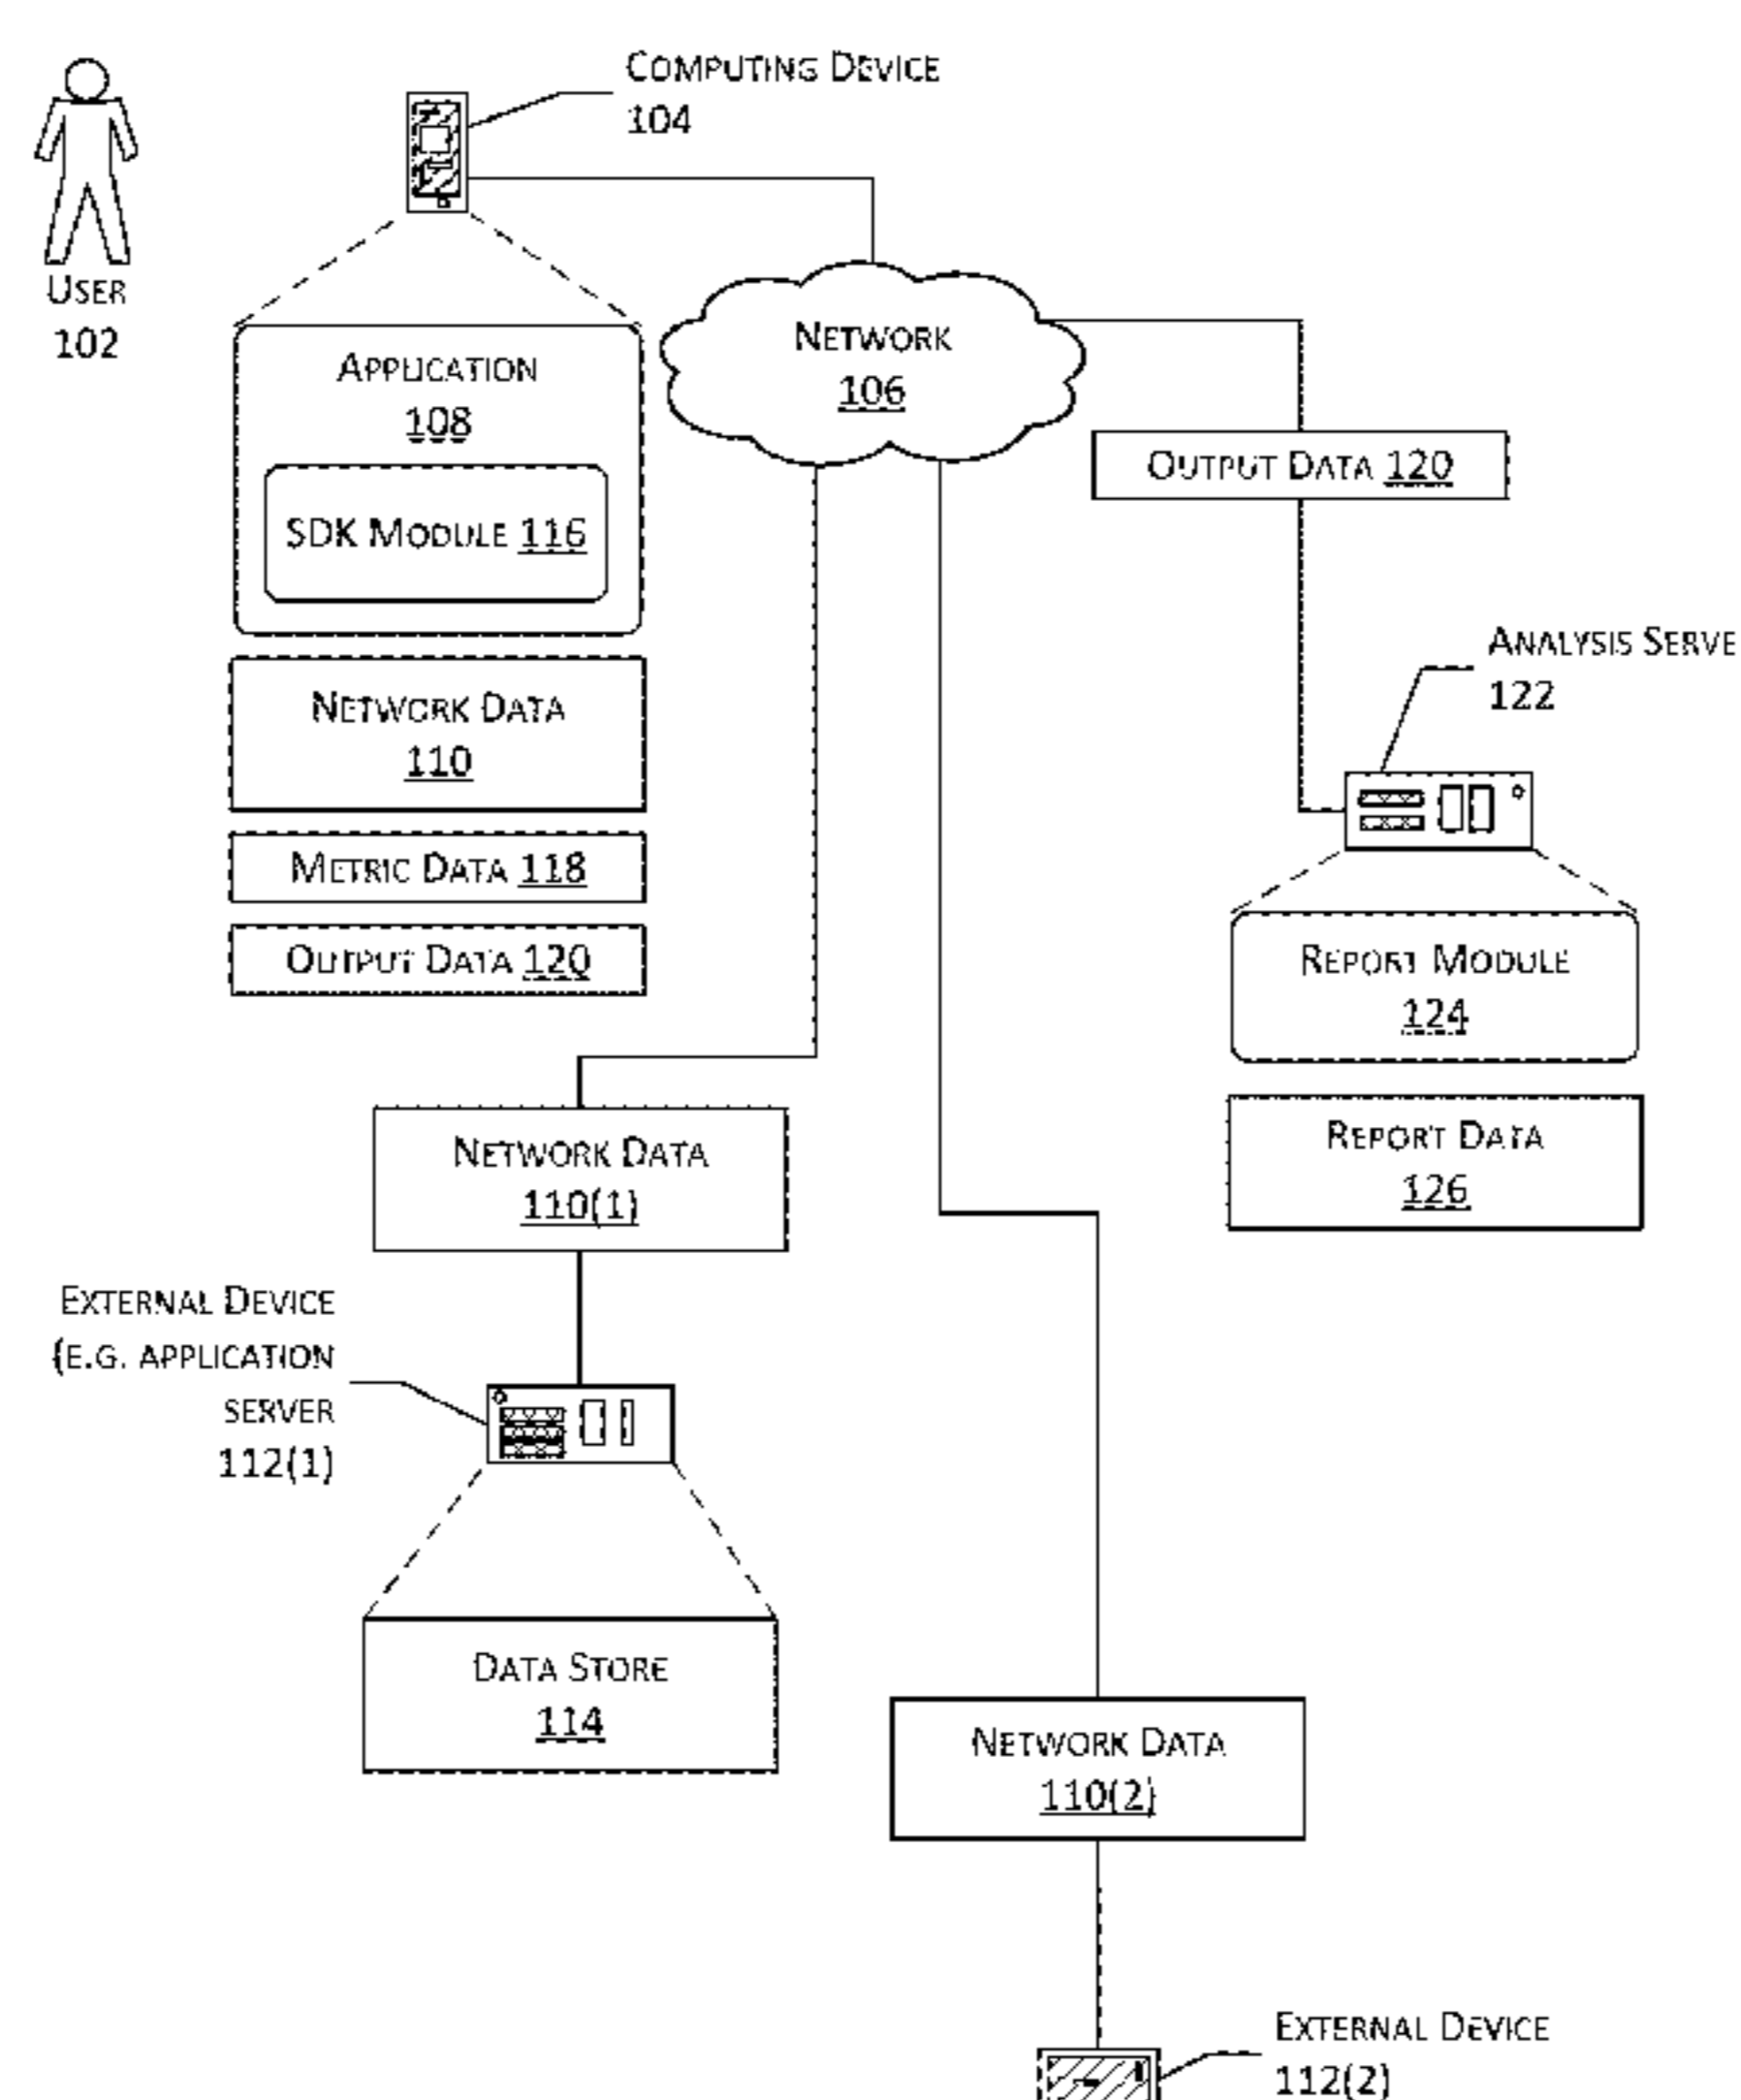 COMPUTING DEVICE
104
USER
102
APPLICATION
108
SDK MODULE 116
NETWORK
106
OUTPUT DATA 120
NETWORK DATA
110
METRIC DATA 118
OUTPUT DATA 120
ANALYSIS SERVE
122
REPORT MODULE
124
REPORT DATA
126
NETWORK DATA
110(1)
EXTERNAL DEVICE
(E.G. APPLICATION
SERVER
112(1)
DATA STORE
114
NETWORK DATA
110(2)
EXTERNAL DEVICE
112(2)